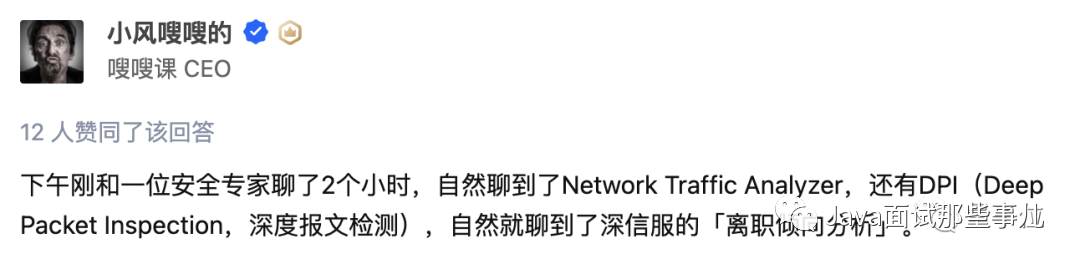 小风嗖嗖的
嗖嗖课 CEO
12 人赞同了该回答
下午刚和一位安全专家聊了2个小时，自然聊到了Network Traffic Analyzer，还有DPI（Deep
Packet Inspection，深度报文检测），自然就聊到了深信服的「离职倾向分析」。
Java面试那些事儿